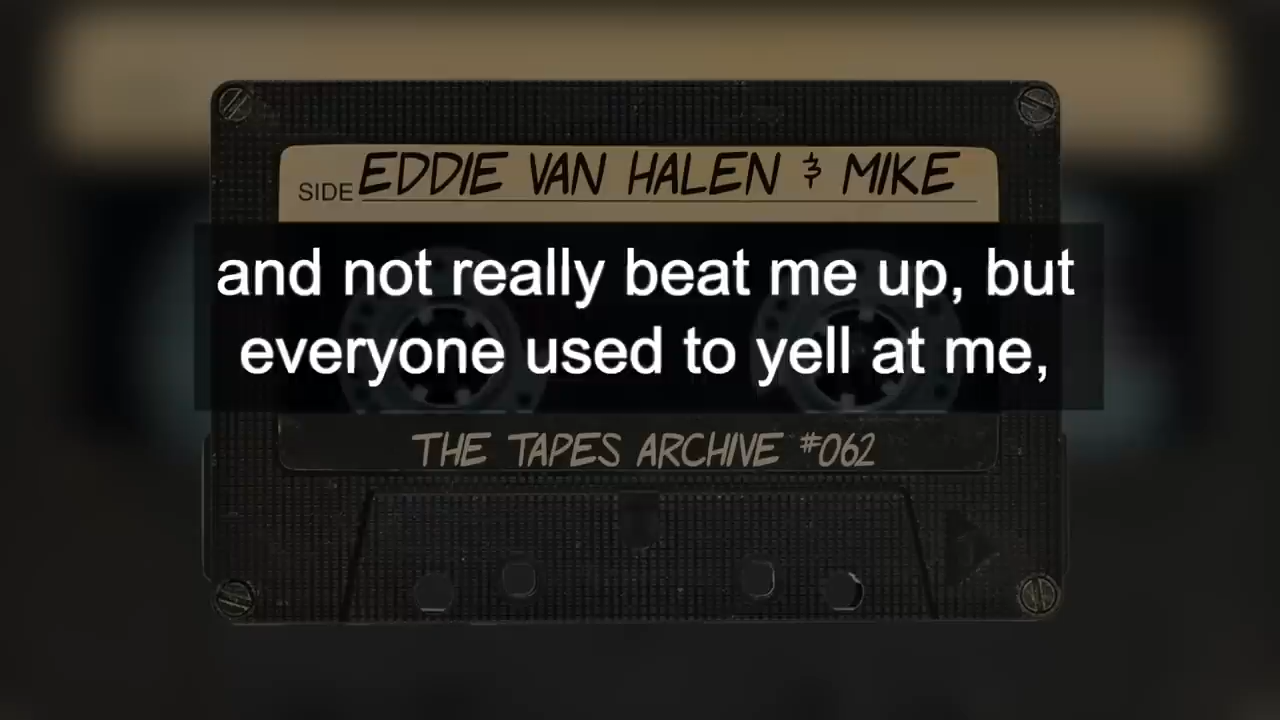 SIDE EDDIE VAN HALEN & MIKE
and not really beat me up, but
everyone used to yell at me,
THE TAPES ARCHIVE #062